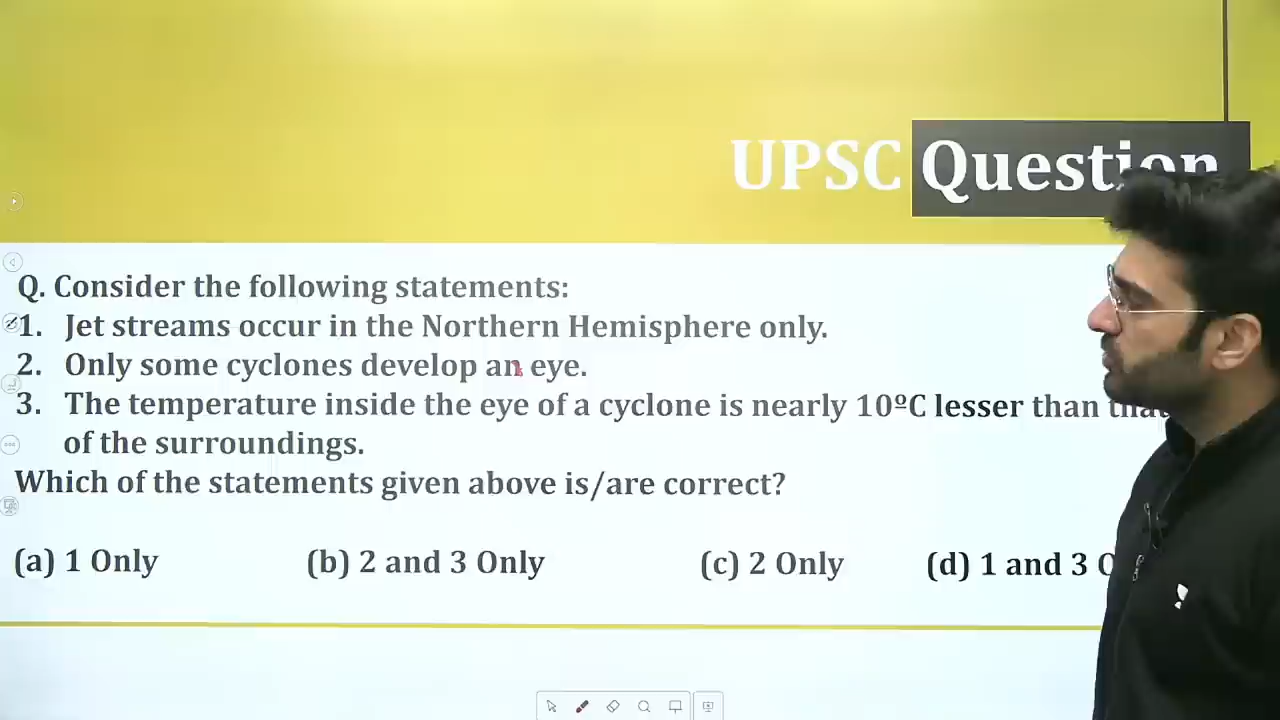 UPSC Question
Q. Consider the following statements:
1. Jet streams occur in the Northern Hemisphere only.
2. Only some cyclones develop an eye.
3. The temperature inside the eye of a cyclone is nearly 10ºC lesser than
of the surroundings.
Which of the statements given above is/are correct?
(a) 1 Only (b) 2 and 3 Only (c) 2 Only (d) 1 and 3